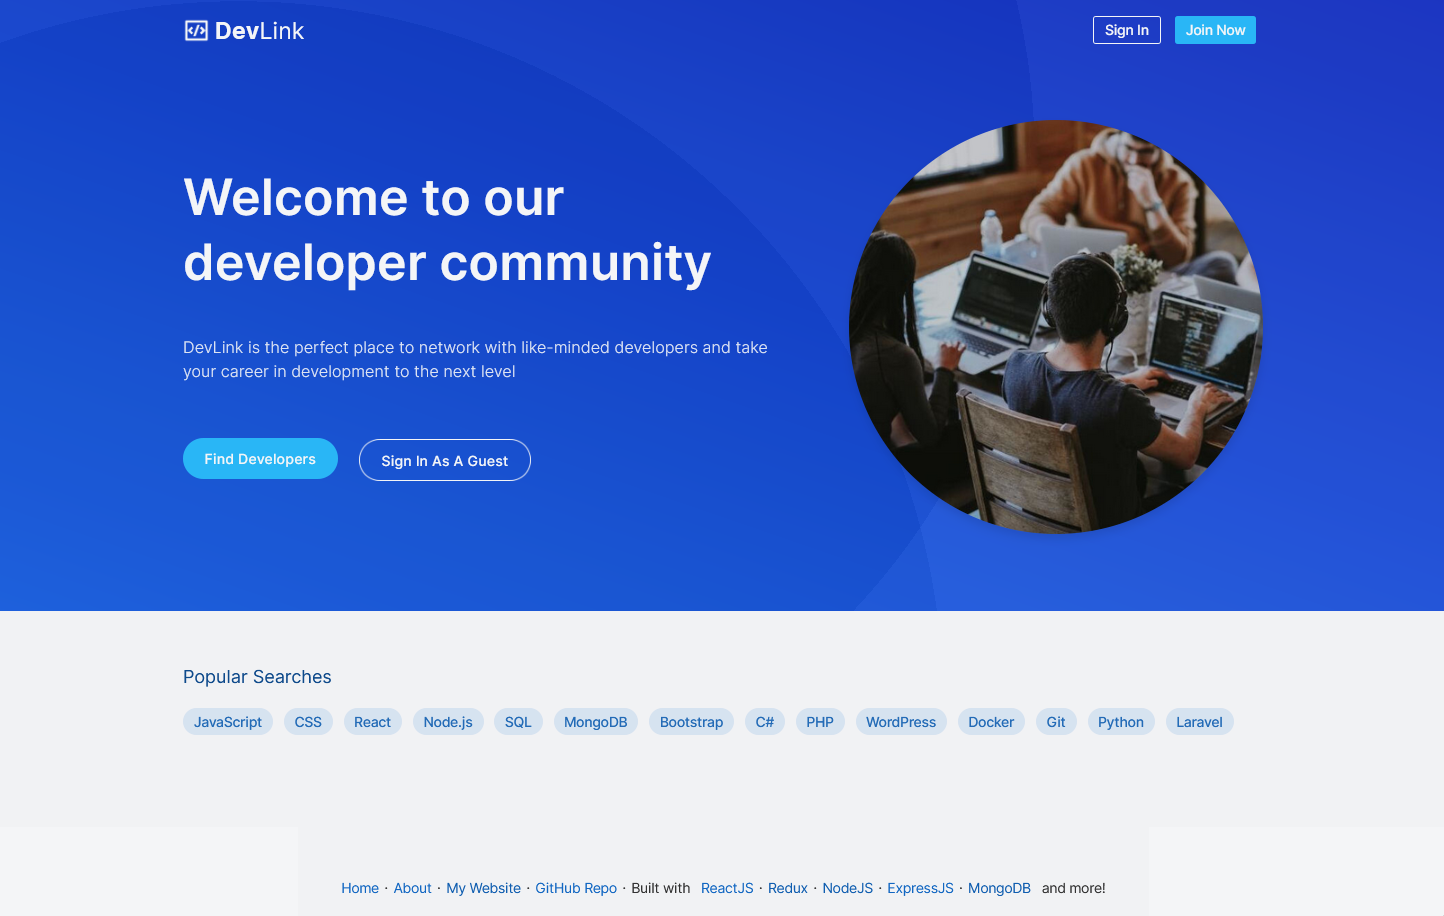 DevLink
Sign In
Join Now
Welcome to our
developer community
DevLink is the perfect place to network with like-minded developers and take
your career in development to the next level
Find Developers
Sign In As A Guest
Popular Searches
JavaScript CSS React Node.js SQL MongoDB Bootstrap C# PHP WordPress Docker Git Python Laravel
Home · About · My Website · GitHub Repo · Built with ReactJS · Redux · NodeJS · ExpressJS · MongoDB and more!